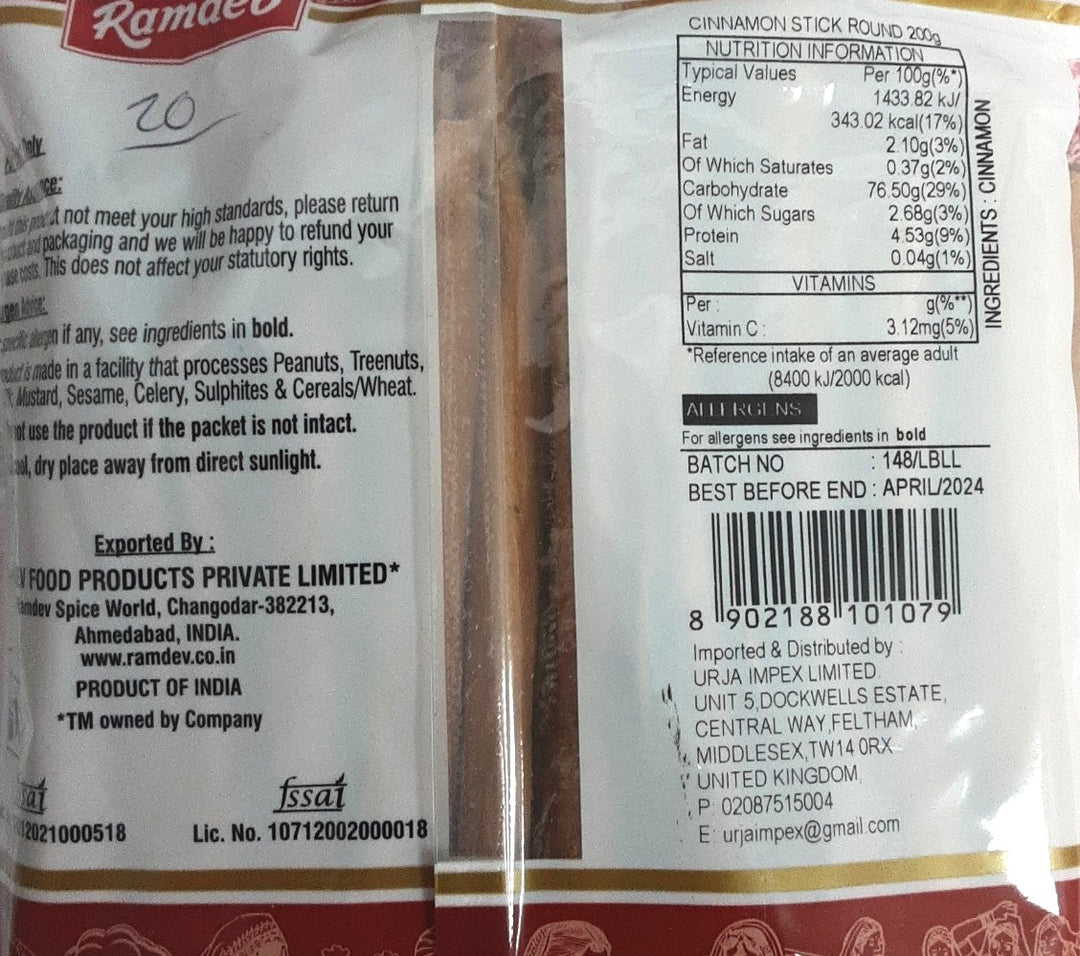 Ramdev
20
Only
not meet your high standards, please return
and packaging and we will be happy to refund your
costs. This does not affect your statutory rights.
if any, see ingredients in bold.
is made in a facility that processes Peanuts, Treenuts,
Mustard, Sesame, Celery, Sulphites & Cereals/Wheat.
use the product if the packet is not intact.
dry place away from direct sunlight.
Exported By :
FOOD PRODUCTS PRIVATE LIMITED*
Ramdev Spice World, Changodar-382213,
Ahmedabad, INDIA.
www.ramdev.co.in
PRODUCT OF INDIA
*TM owned by Company
fssai
12021000518
Lic. No. 10712002000018
CINNAMON STICK ROUND 200g
NUTRITION INFORMATION
Typical Values Per 100g(%*)
Energy 1433.82 kJ/
343.02 kcal(17%)
Fat 2.10g(3%)
Of Which Saturates 0.37g(2%)
Carbohydrate 76.50g(29%)
Of Which Sugars 2.68g(3%)
Protein 4.53g(9%)
Salt 0.04g(1%)
VITAMINS
Per : g(%**)
Vitamin C : 3.12mg(5%)
INGREDIENTS : CINNAMON
*Reference intake of an average adult
(8400 kJ/2000 kcal)
ALLERGENS
For allergens see ingredients in bold
BATCH NO : 148/LBLL
BEST BEFORE END : APRIL/2024
8 902188 101079
Imported & Distributed by :
URJA IMPEX LIMITED.
UNIT 5,DOCKWELLS ESTATE,
CENTRAL WAY,FELTHAM,
MIDDLESEX,TW14 0RX
UNITED KINGDOM,
P: 02087515004
E: urjaimpex@gmail.com